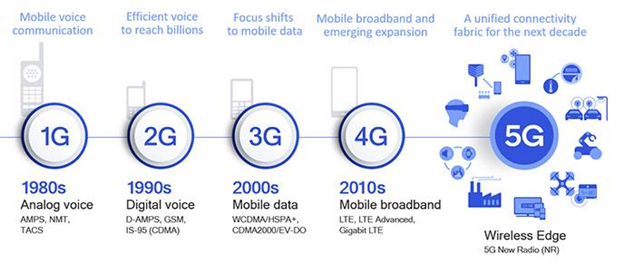 Mobile voice
communication
Efficient voice
to reach billions
Focus shifts
to mobile data
Mobile broadband and
emerging expansion
A unified connectivity
fabric for the next decade
1G
2G
3G
4G
5G
1980s
Analog voice
AMPS, NMT,
TACS
1990s
Digital voice
D-AMPS, GSM,
IS-95 (CDMA)
2000s
Mobile data
WCDMA/HSPA+,
CDMA2000/EV-DO
2010s
Mobile broadband
LTE, LTE Advanced,
Gigabit LTE
Wireless Edge
5G New Radio (NR)